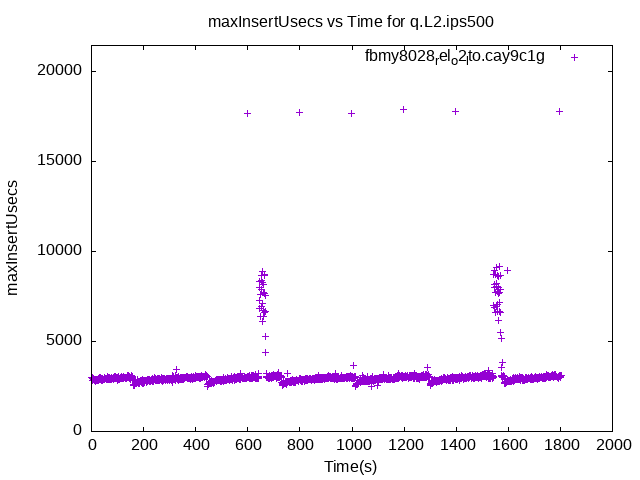 maxInsertUsecs vs Time for q.L2.ips500
fbmy8028relo2ito.cay9c1g
20000
15000
10000
5000
0
maxInsertUsecs
0 200 400 600 800 1000 1200 1400 1600 1800 2000
Time(s)